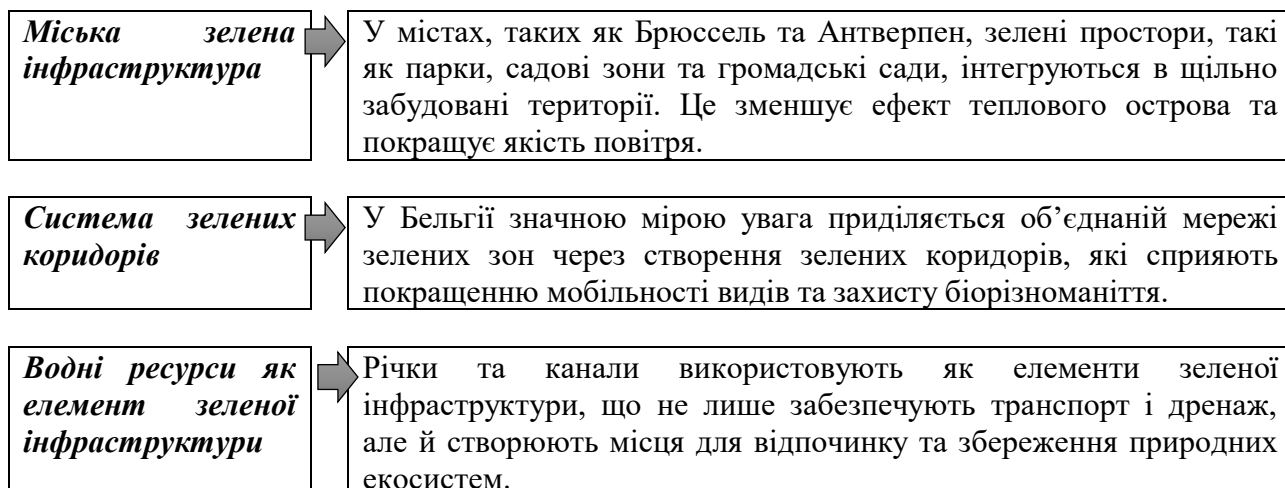 Міська зелена
інфраструктура
У містах, таких як Брюссель та Антверпен, зелені простори, такі
як парки, садові зони та громадські сади, інтегруються в щільно
забудовані території. Це зменшує ефект теплового острова та
покращує якість повітря.
Система зелених
коридорів
У Бельгії значною мірою увага приділяється об’єднаній мережі
зелених зон через створення зелених коридорів, які сприяють
покращенню мобільності видів та захисту біорізноманіття.
Водні ресурси як
елемент зеленої
інфраструктури
Річки та канали використовують як елементи зеленої
інфраструктури, що не лише забезпечують транспорт і дренаж,
але й створюють місця для відпочинку та збереження природних
екосистем.